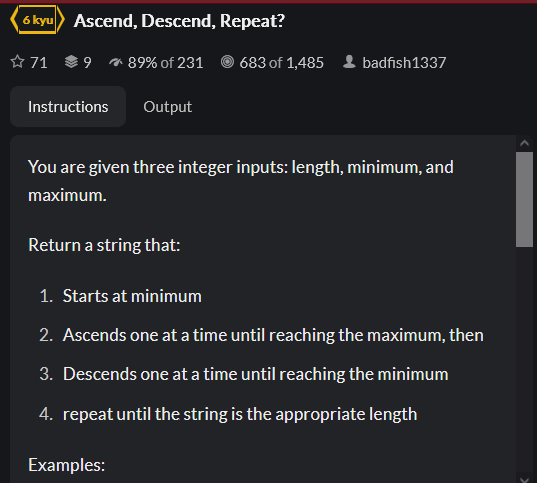 6 kyu Ascend, Descend, Repeat?
71 9 89% of 231 683 of 1,485 badfish1337
Instructions Output
You are given three integer inputs: length, minimum, and
maximum.
Return a string that:
1. Starts at minimum
2. Ascends one at a time until reaching the maximum, then
3. Descends one at a time until reaching the minimum
4. repeat until the string is the appropriate length
Examples: